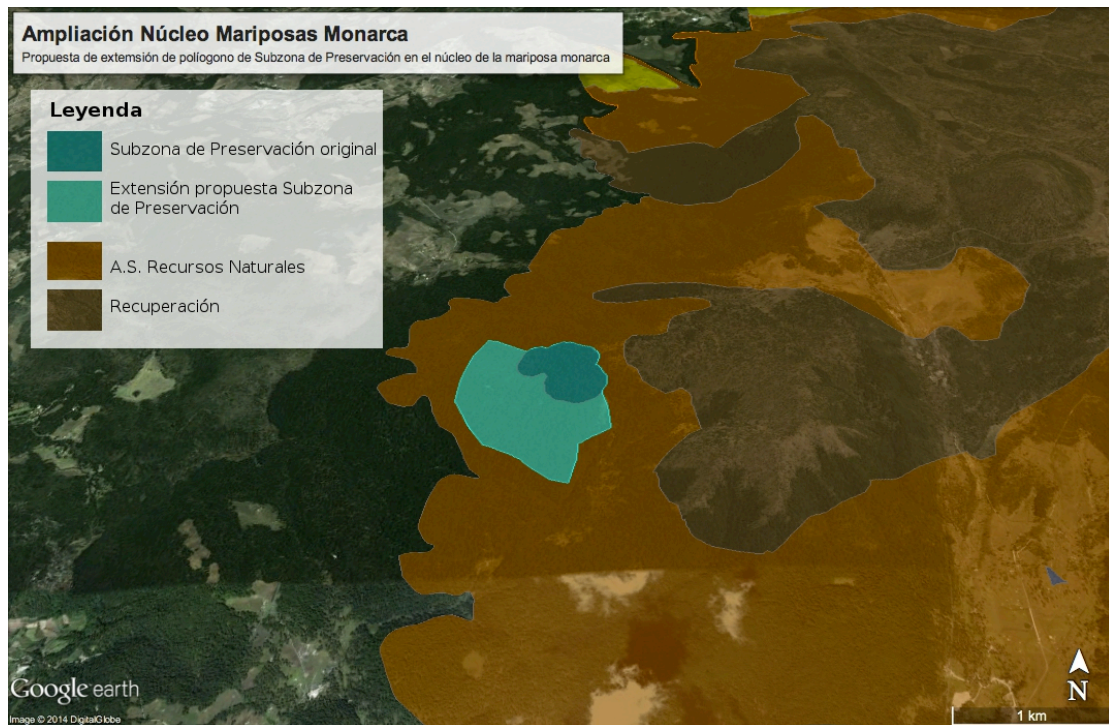 Ampliación Núcleo Mariposas Monarca
Propuesta de extemsión de políogono de Subzona de Preservación en el núcleo de la mariposa monarca
Leyenda
Subzona de Preservación original
Extensión propuesta Subzona
de Preservación
A.S. Recursos Naturales
Recuperación
N
1 km
Google earth
Image © 2014 DigitalGlobe